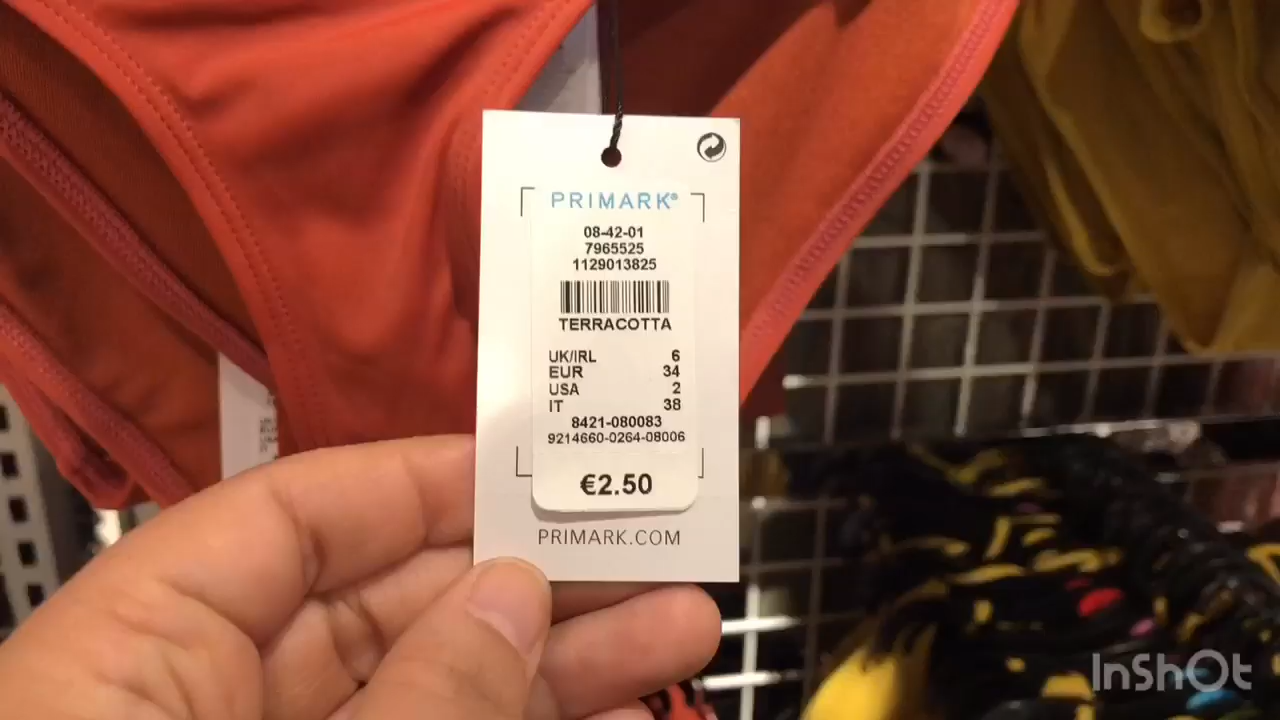 PRIMARK®
08-42-01
7965525
1129013825
TERRACOTTA
UK/IRL 6
EUR 34
USA 2
IT 38
8421-080083
9214660-0264-08006
€2.50
PRIMARK.COM
InShOt